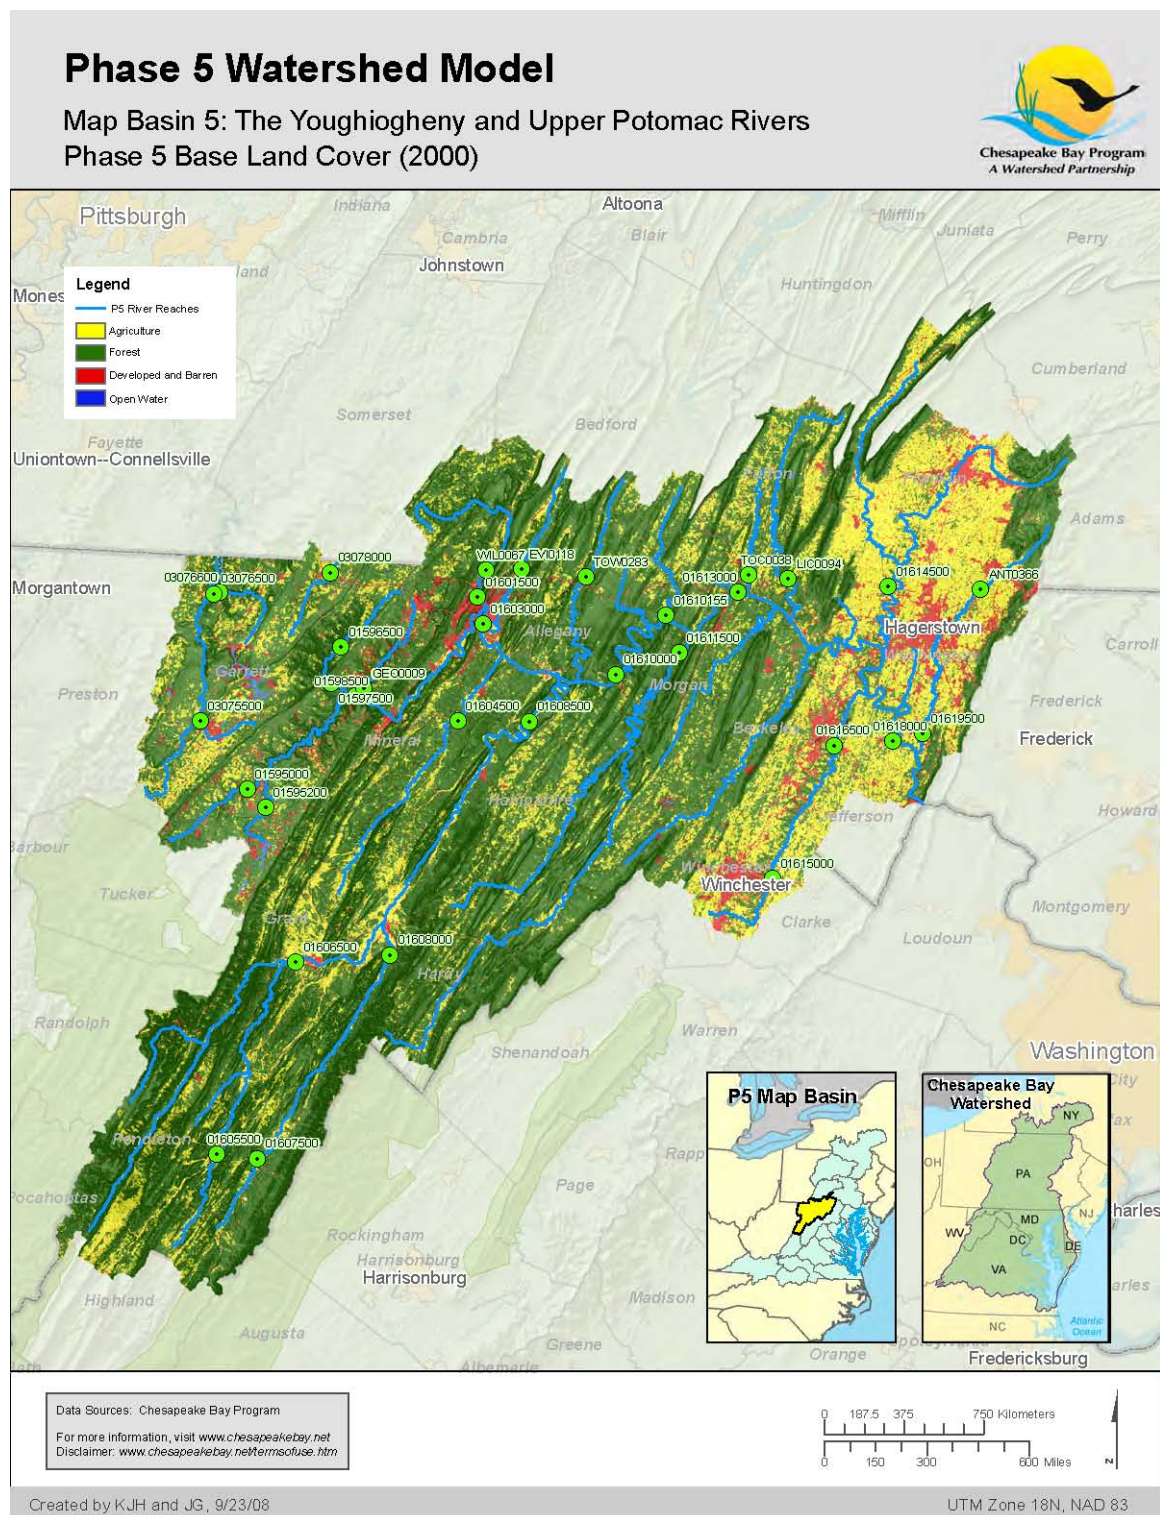 Phase 5 Watershed Model
Map Basin 5: The Youghiogheny and Upper Potomac Rivers
Phase 5 Base Land Cover (2000)
Chesapeake Bay Program
A Watershed Partnership
Pittsburgh
Indiana
Altoona
Mifflin
Cambria
Blair
Juniata
Perry
Johnstown
land
Huntingdon
Mones
Legend
P5 River Reaches
Agriculture
Forest
Developed and Barren
Open Water
Cumberland
Somerset
Bedford
Fayette
Uniontown--Connellsville
Fulton
Franklin
Adams
Morgantown
03078000
WIL0067
EVI0118
TOW0283
TOC0038
LIC0094
03076600
03076500
01601500
01613000
01614500
ANT0366
01603000
01610155
Hagerstown
01596500
Allegany
01611500
Carroll
Garrett
GEO0009
01610000
01598500
01597500
Morgan
Preston
Frederick
03075500
01604500
01608500
01619500
01618000
Mineral
Berkeley
01616500
Frederick
01595000
01595200
Hampshire
Jefferson
Howard
Barbour
01615000
Winchester
Winchester
Tucker
Grant
Clarke
Montgomery
01606500
01608000
Loudoun
Hardy
Randolph
Warren
Shenandoah
Washington
City
P5 Map Basin
Chesapeake Bay
Watershed
NY
ax
Pendleton
01605500
01607500
Rapp
OH
PA
Page
NJ
Pocahontas
MD
harles
WV
DC
DE
Rockingham
VA
Harrisonburg
Harrisonburg
Madison
arles
Highland
NC
Atlantic
Ocean
Augusta
Greene
Orange
Albemarle
Fredericksburg
Data Sources: Chesapeake Bay Program
For more information, visit www.chesapeakebay.net
Disclaimer: www.chesapeakebay.net/termsofuse.htm
0 187.5 375 750 Kilometers
0 150 300 600 Miles
N
Created by KJH and JG, 9/23/08
UTM Zone 18N, NAD 83